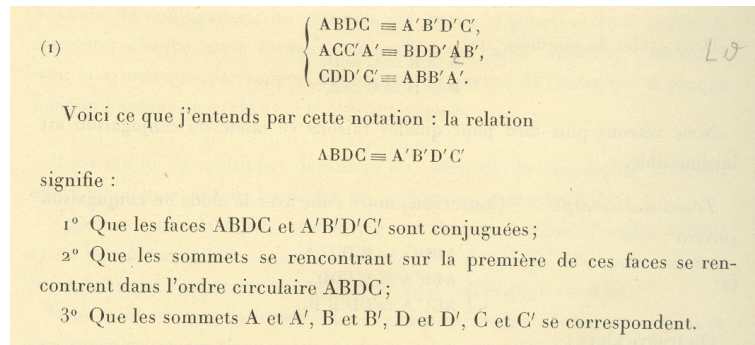 (1) ABDC ≡ A′B′D′C′,
ACC′A′ ≡ BDD′AB′,
CDD′C′ ≡ ABB′A′.
Voici ce que j'entends par cette notation : la relation
ABDC ≡ A′B′D′C′
signifie :
1° Que les faces ABDC et A′B′D′C′ sont conjuguées ;
2° Que les sommets se rencontrant sur la première de ces faces se ren-
contrent dans l'ordre circulaire ABDC ;
3° Que les sommets A et A′, B et B′, D et D′, C et C′ se correspondent.